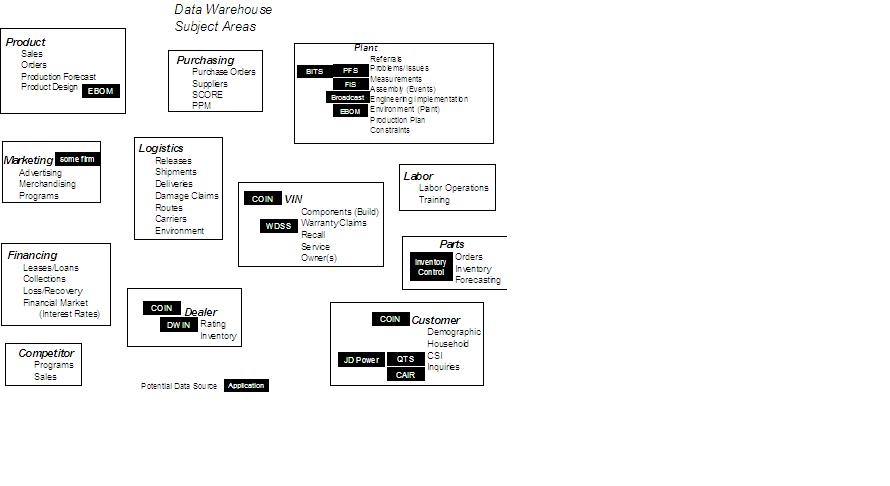 Data Warehouse
Subject Areas
Product
Sales
Orders
Production Forecast
Product Design EBOM
Purchasing
Purchase Orders
Suppliers
SCORE
PPM
Plant
Referrals
BITS PFS Problems/Issues
Measurements
FIS Assembly (Events)
Broadcast Engineering Implementation
EBOM Environment (Plant)
Production Plan
Constraints
Marketing some firm
Advertising
Merchandising
Programs
Logistics
Releases
Shipments
Deliveries
Damage Claims
Routes
Carriers
Environment
COIN VIN
Components (Build)
WDSS Warranty Claims
Recall
Service
Owner(s)
Labor
Labor Operations
Training
Parts
Inventory Control
Orders
Inventory
Forecasting
Financing
Leases/Loans
Collections
Loss/Recovery
Financial Market
(Interest Rates)
COIN Dealer
DWIN Rating
Inventory
COIN Customer
Demographic
Household
JD Power QTS CSI
CAIR Inquires
Competitor
Programs
Sales
Potential Data Source Application